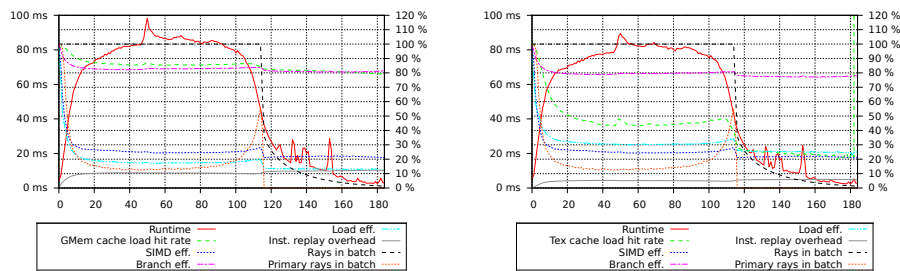 100 ms
80 ms
60 ms
40 ms
20 ms
0 ms
120 %
110 %
100 %
90 %
80 %
70 %
60 %
50 %
40 %
30 %
20 %
10 %
0 %
0 20 40 60 80 100 120 140 160 180
Runtime Load eff.
GMem cache load hit rate Inst. replay overhead
SIMD eff. Rays in batch
Branch eff. Primary rays in batch
100 ms
80 ms
60 ms
40 ms
20 ms
0 ms
120 %
110 %
100 %
90 %
80 %
70 %
60 %
50 %
40 %
30 %
20 %
10 %
0 %
0 20 40 60 80 100 120 140 160 180
Runtime Load eff.
Tex cache load hit rate Inst. replay overhead
SIMD eff. Rays in batch
Branch eff. Primary rays in batch